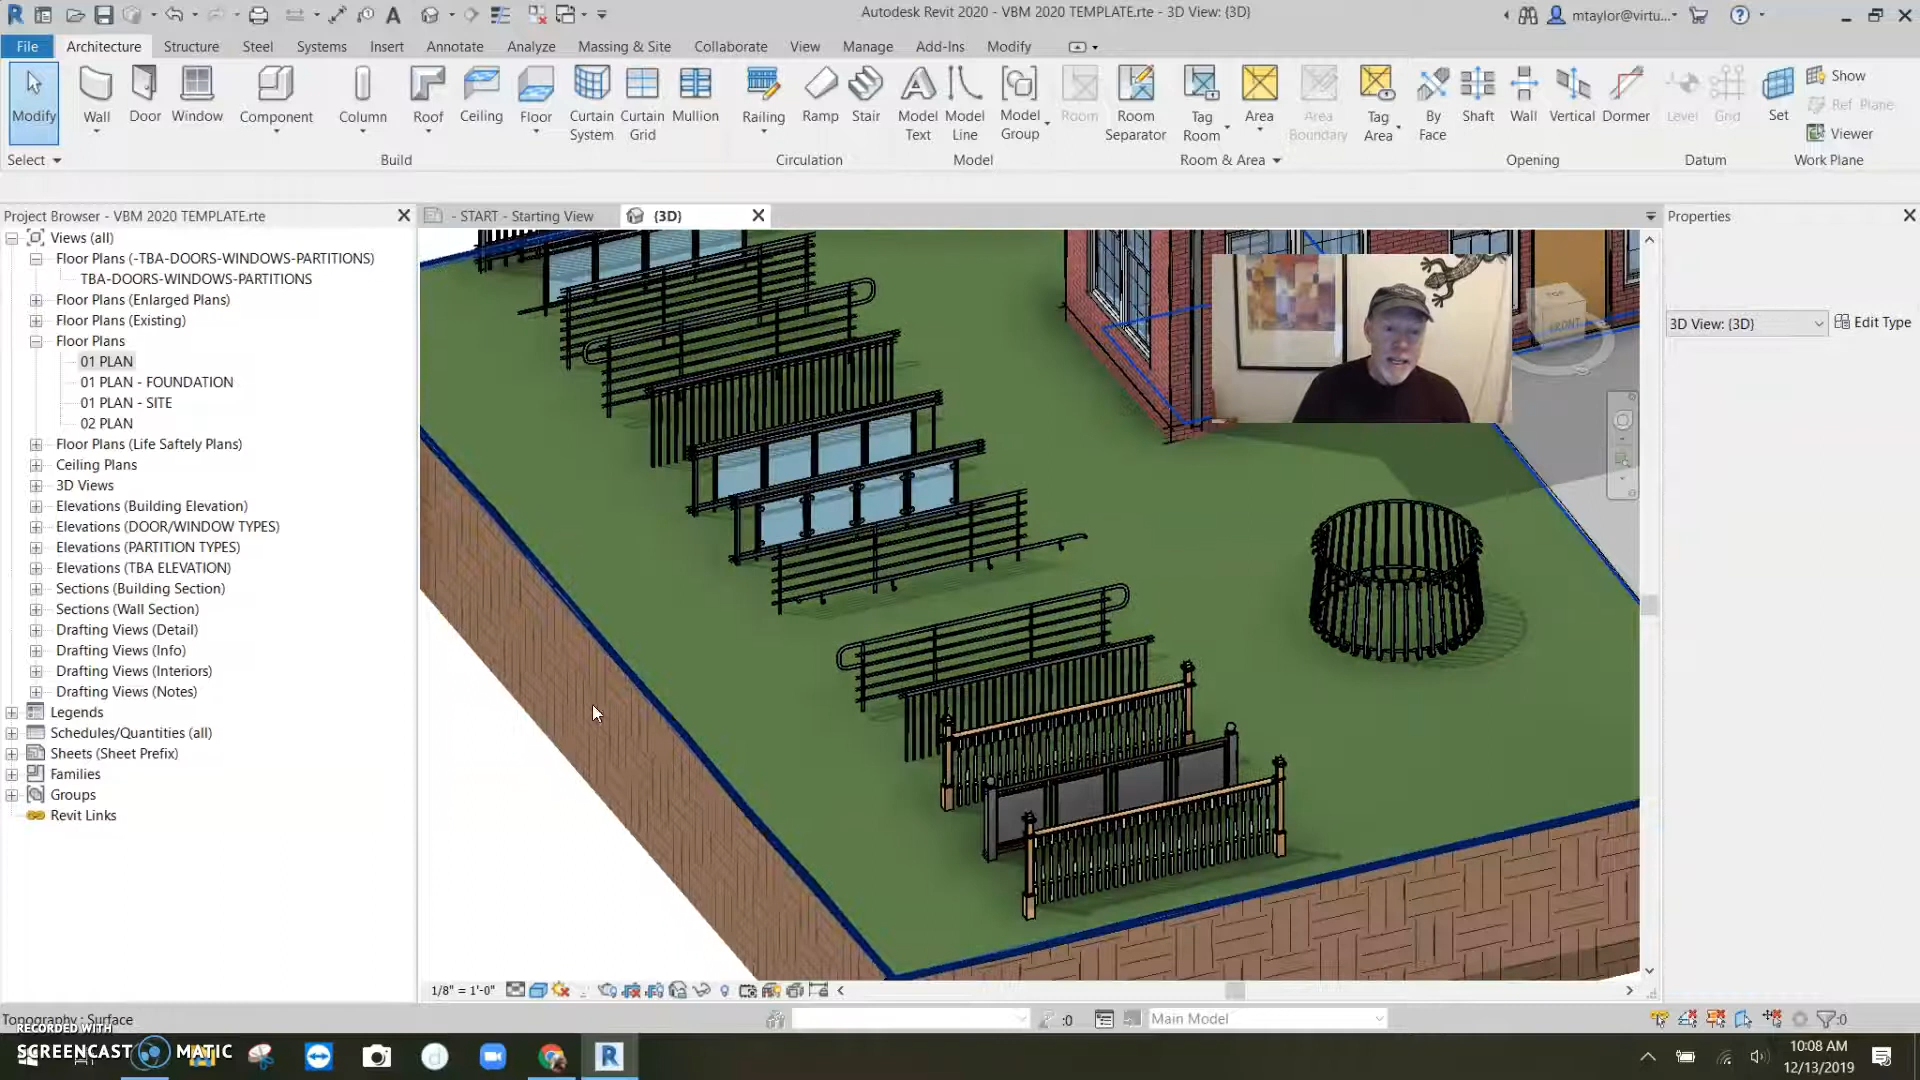 Autodesk Revit 2020 - VBM 2020 TEMPLATE.rte - 3D View: {3D}
mtaylor@virtu...
File Architecture Structure Steel Systems Insert Annotate Analyze Massing & Site Collaborate View Manage Add-Ins Modify
Modify Wall Door Window Component Column Roof Ceiling Floor Curtain System Curtain Grid Mullion Railing Ramp Stair Model Text Model Line Model Group Room Room Separator Tag Room Area Area Boundary Tag Area By Face Shaft Wall Vertical Dormer Level Grid Set Show Ref Plane Viewer
Select Build Circulation Model Room & Area Opening Datum Work Plane
Project Browser - VBM 2020 TEMPLATE.rte
- START - Starting View
{3D}
Properties
Views (all)
Floor Plans (-TBA-DOORS-WINDOWS-PARTITIONS)
TBA-DOORS-WINDOWS-PARTITIONS
Floor Plans (Enlarged Plans)
Floor Plans (Existing)
Floor Plans
01 PLAN
01 PLAN - FOUNDATION
01 PLAN - SITE
02 PLAN
Floor Plans (Life Saftely Plans)
Ceiling Plans
3D Views
Elevations (Building Elevation)
Elevations (DOOR/WINDOW TYPES)
Elevations (PARTITION TYPES)
Elevations (TBA ELEVATION)
Sections (Building Section)
Sections (Wall Section)
Drafting Views (Detail)
Drafting Views (Info)
Drafting Views (Interiors)
Drafting Views (Notes)
Legends
Schedules/Quantities (all)
Sheets (Sheet Prefix)
Families
Groups
Revit Links
TOP
FRONT
3D View: {3D}
Edit Type
1/8" = 1'-0"
Topography : Surface
:0
Main Model
:0
RECORDED WITH
SCREENCAST MATIC
10:08 AM
12/13/2019